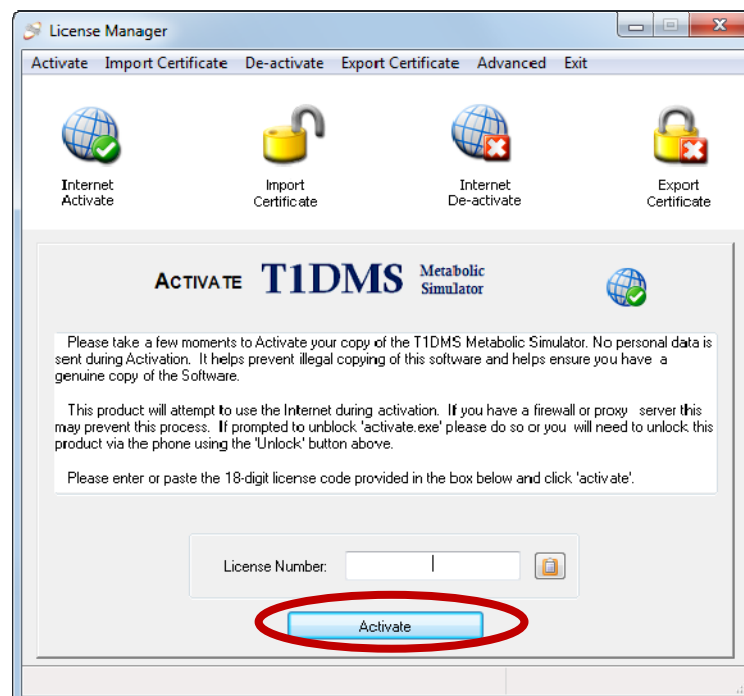 License Manager
Activate Import Certificate De-activate Export Certificate Advanced Exit
Internet Activate
Import Certificate
Internet De-activate
Export Certificate
ACTIVATE T1DMS Metabolic Simulator
Please take a few moments to Activate your copy of the T1DMS Metabolic Simulator. No personal data is
sent during Activation. It helps prevent illegal copying of this software and helps ensure you have a
genuine copy of the Software.
This product will attempt to use the Internet during activation. If you have a firewall or proxy server this
may prevent this process. If prompted to unblock 'activate.exe' please do so or you will need to unlock this
product via the phone using the 'Unlock' button above.
Please enter or paste the 18-digit license code provided in the box below and click 'activate'.
License Number:
Activate